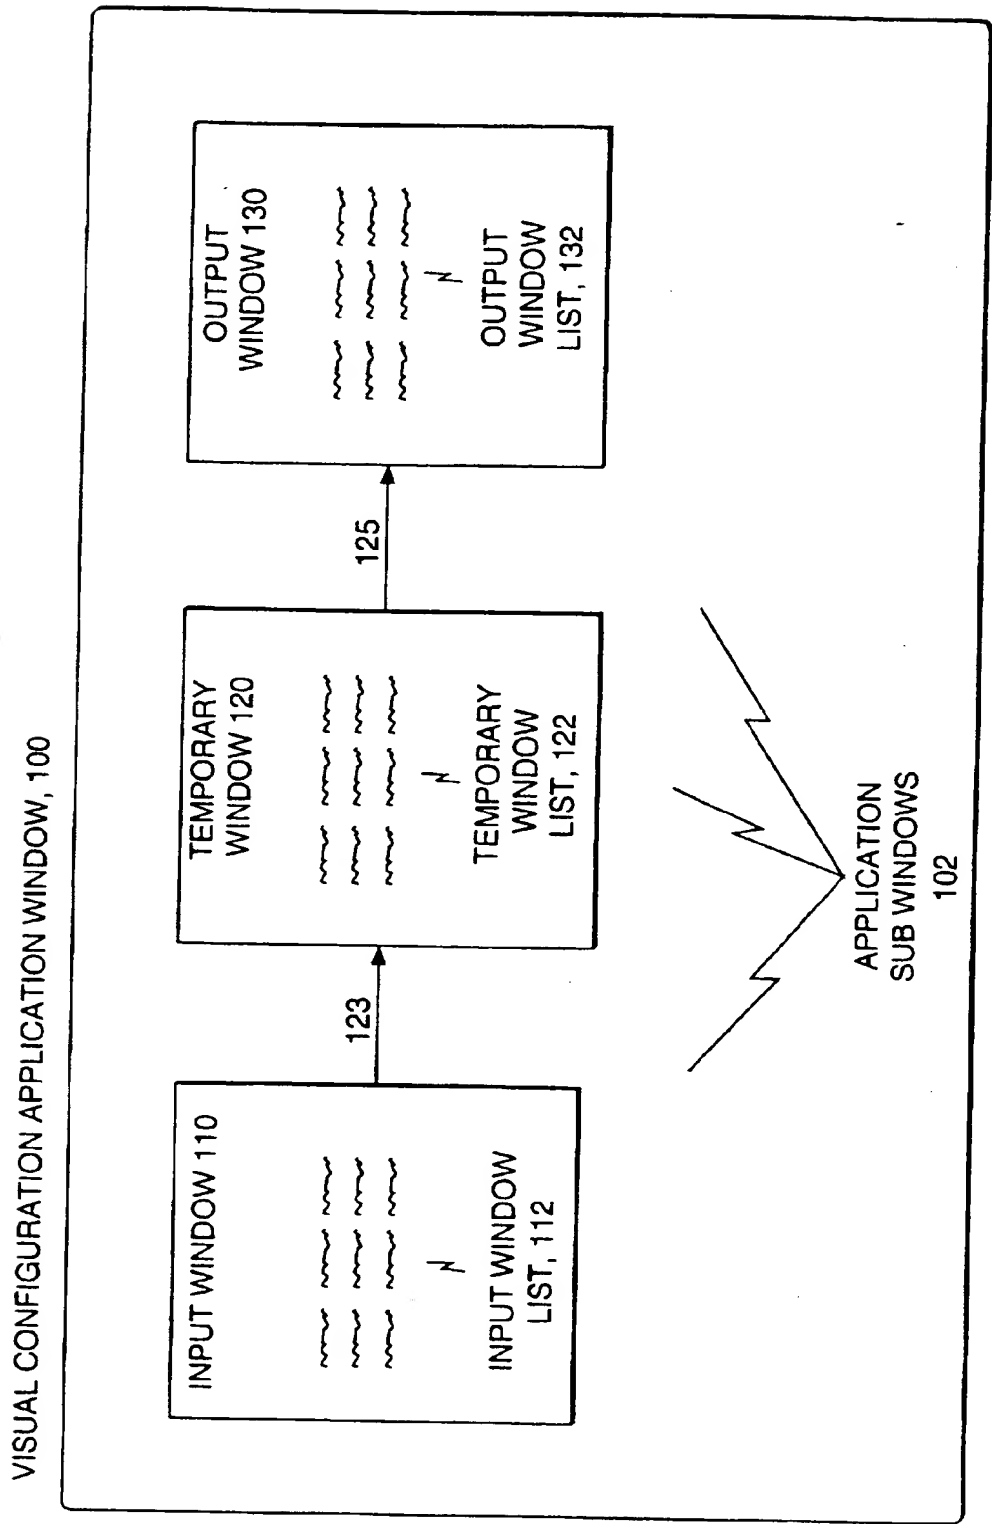 VISUAL CONFIGURATION APPLICATION WINDOW, 100
INPUT WINDOW 110
INPUT WINDOW
LIST, 112
123
TEMPORARY
WINDOW 120
TEMPORARY
WINDOW
LIST, 122
125
OUTPUT
WINDOW 130
OUTPUT
WINDOW
LIST, 132
APPLICATION
SUB WINDOWS
102